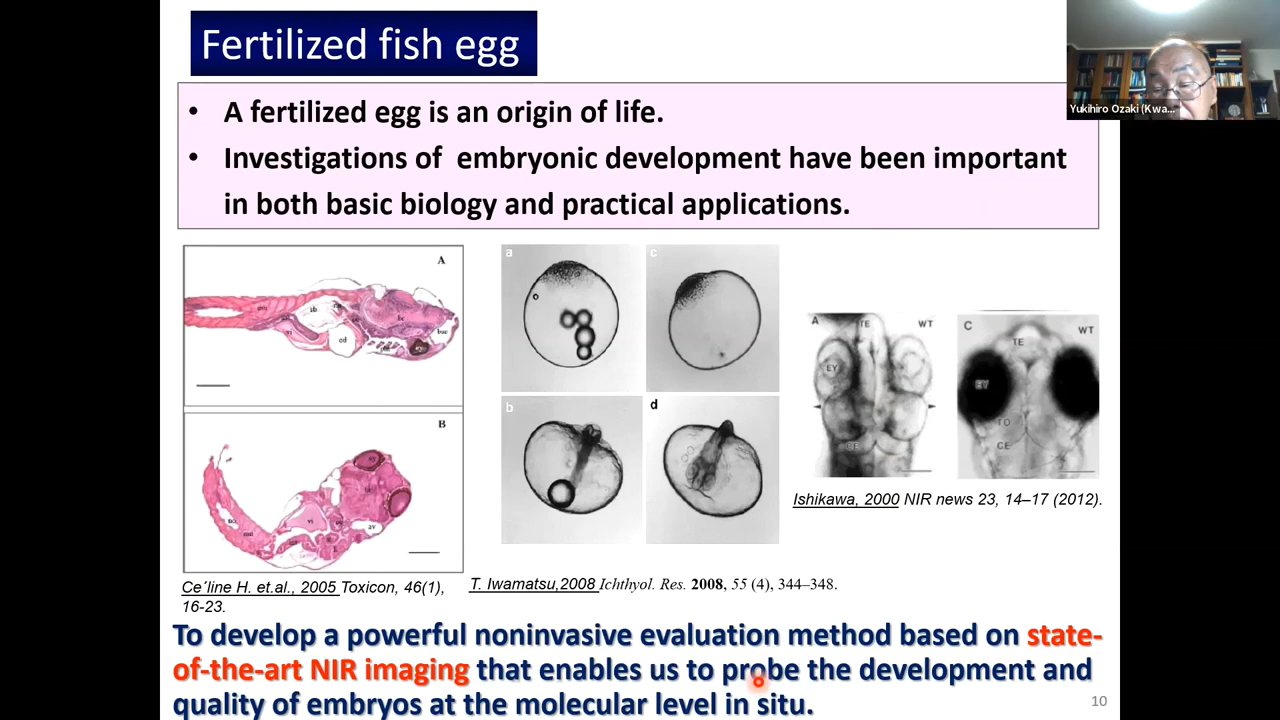 Fertilized fish egg
Yukihiro Ozaki (Kwa...
• A fertilized egg is an origin of life.
• Investigations of embryonic development have been important
in both basic biology and practical applications.
A
B
a
c
b
d
A
TE
WT
EY
CE
C
WT
TE
EY
TO
CE
Ishikawa, 2000 NIR news 23, 14–17 (2012).
Ce´line H. et.al., 2005 Toxicon, 46(1),
16-23.
T. Iwamatsu,2008 Ichthyol. Res. 2008, 55 (4), 344–348.
To develop a powerful noninvasive evaluation method based on state-
of-the-art NIR imaging that enables us to probe the development and
quality of embryos at the molecular level in situ.
10